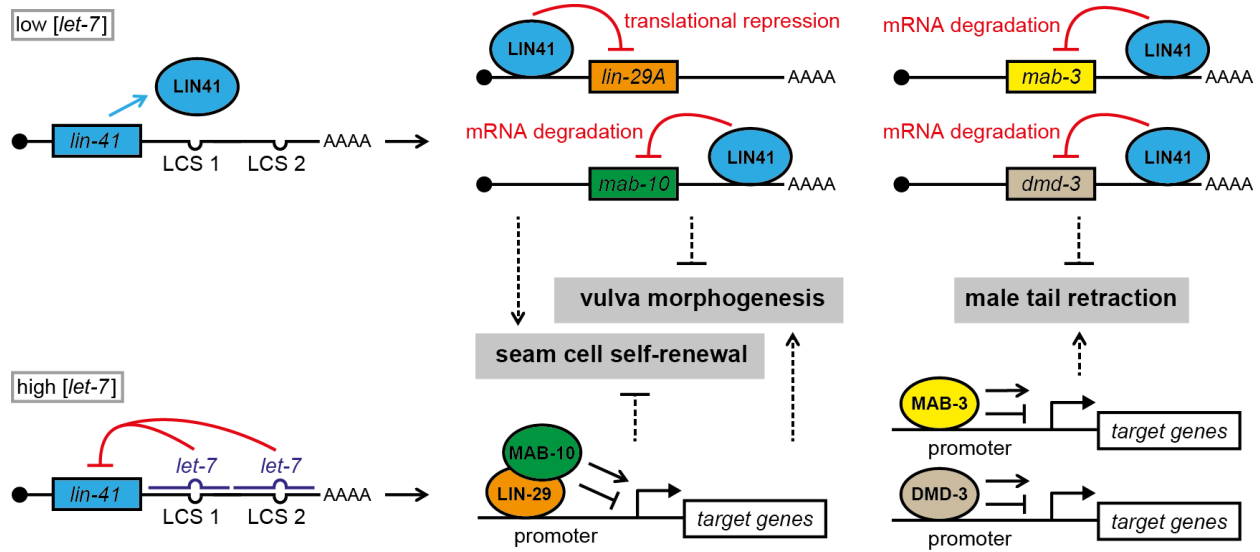 low [let-7]
LIN41
lin-41
LCS 1
LCS 2
AAAA
translational repression
LIN41
lin-29A
AAAA
mRNA degradation
LIN41
mab-10
AAAA
mRNA degradation
LIN41
mab-3
AAAA
mRNA degradation
LIN41
dmd-3
AAAA
vulva morphogenesis
seam cell self-renewal
male tail retraction
high [let-7]
let-7
let-7
lin-41
LCS 1
LCS 2
AAAA
MAB-10
LIN-29
promoter
target genes
MAB-3
promoter
target genes
DMD-3
promoter
target genes